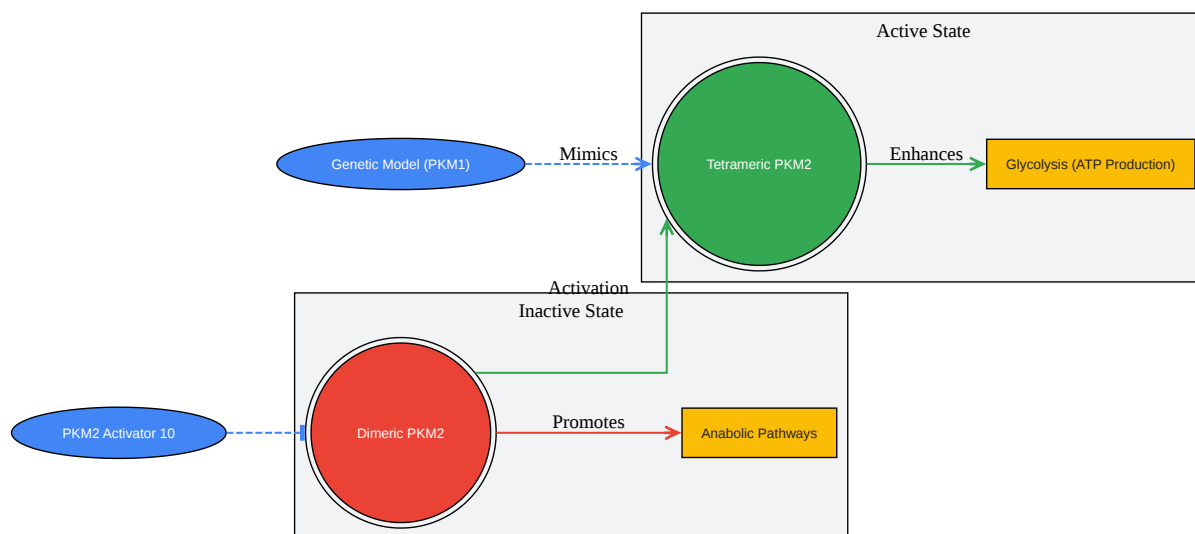 Active State
Genetic Model (PKM1)
Mimics
Tetrameric PKM2
Enhances
Glycolysis (ATP Production)
Activation
Inactive State
PKM2 Activator 10
Dimeric PKM2
Promotes
Anabolic Pathways